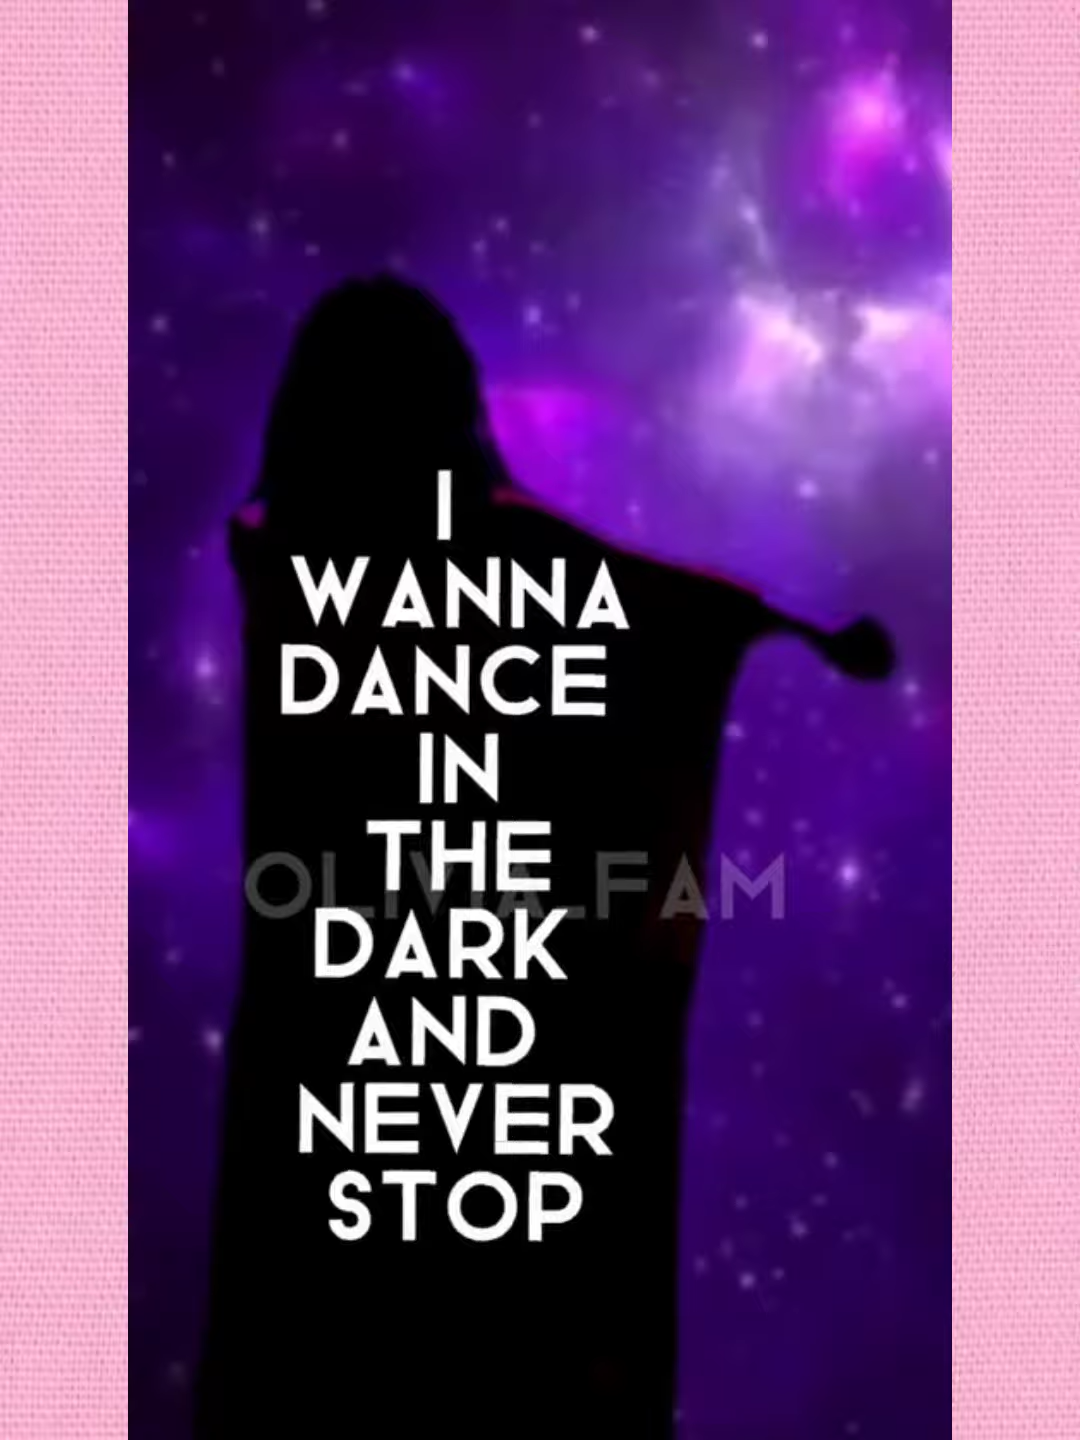 I
WANNA
DANCE
IN
THE
OLIVIA_FAM
DARK
AND
NEVER
STOP